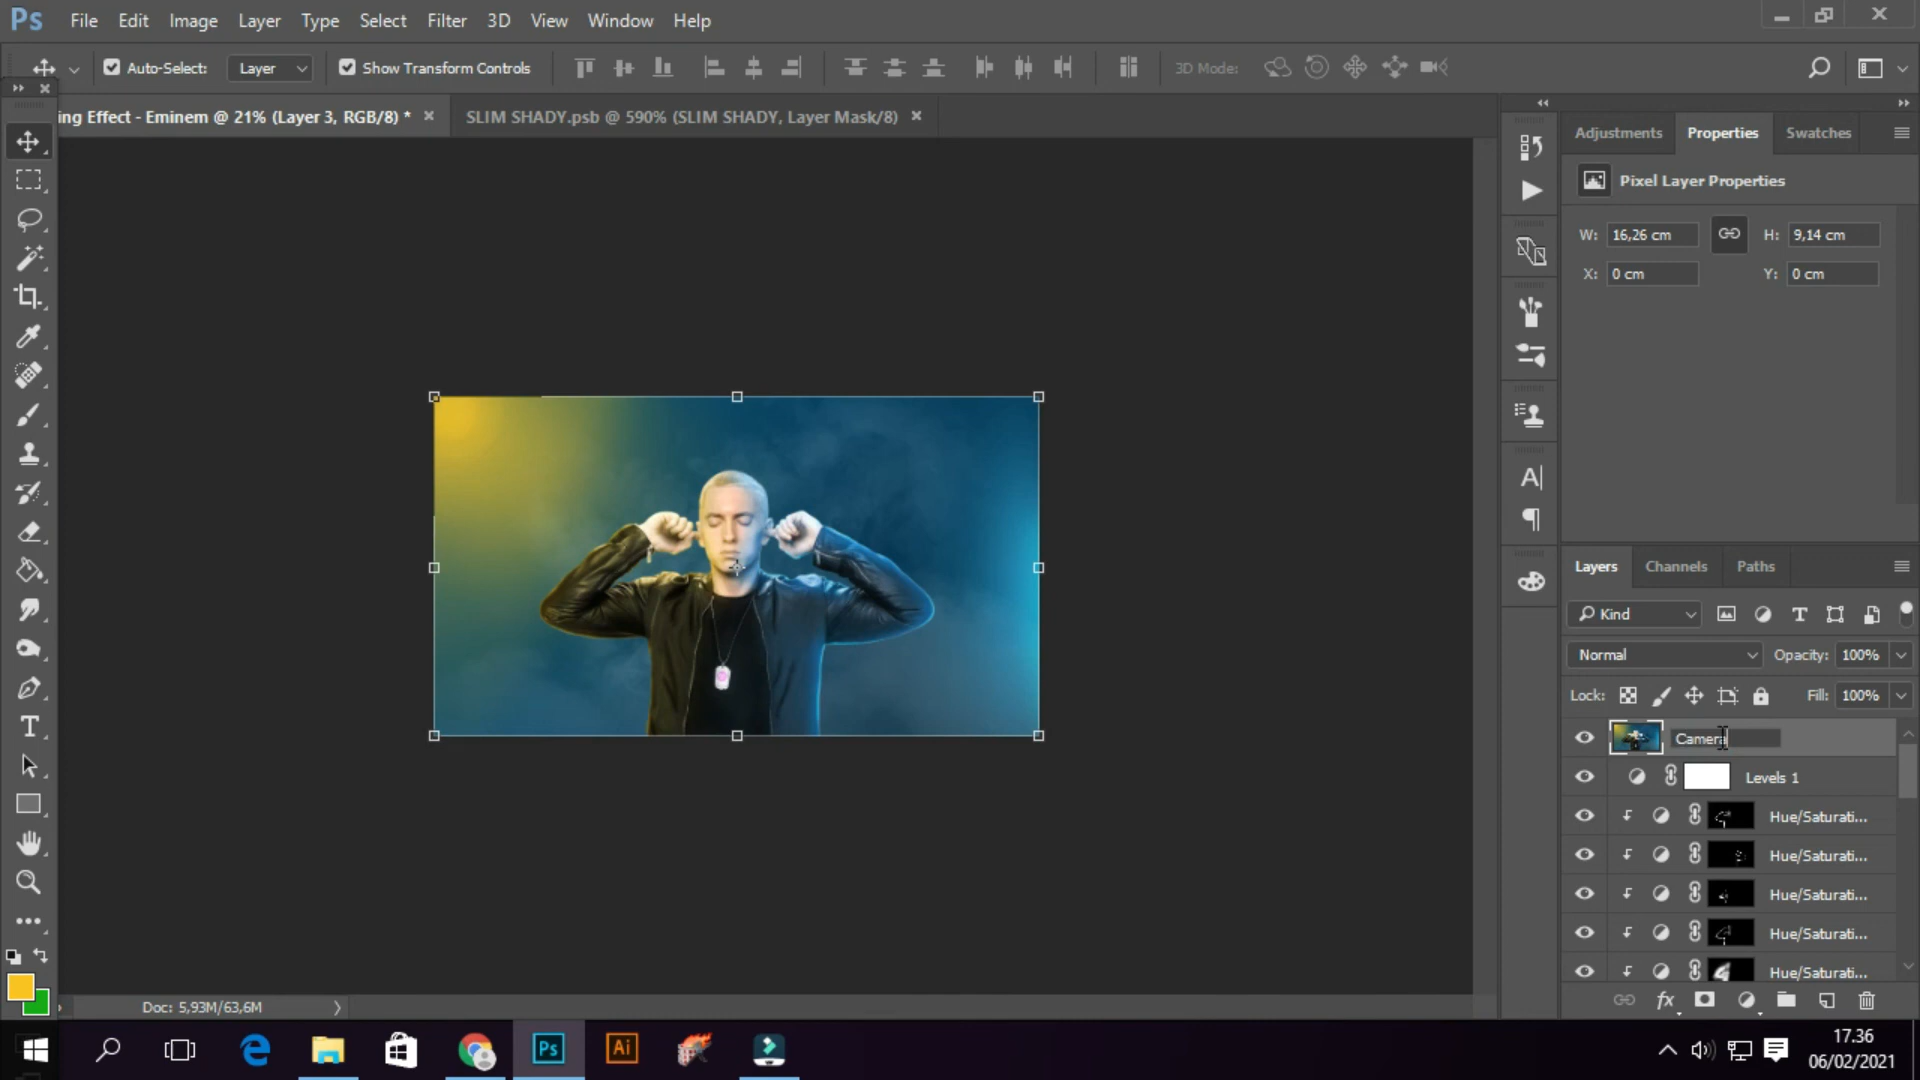 Ps File Edit Image Layer Type Select Filter 3D View Window Help
Auto-Select: Layer Show Transform Controls 3D Mode:
ing Effect - Eminem @ 21% (Layer 3, RGB/8) * SLIM SHADY.psb @ 590% (SLIM SHADY, Layer Mask/8)
Adjustments Properties Swatches
Pixel Layer Properties
W: 16,26 cm H: 9,14 cm
X: 0 cm Y: 0 cm
Layers Channels Paths
Kind
Normal Opacity: 100%
Lock: Fill: 100%
Camera
Levels 1
Hue/Saturati...
Hue/Saturati...
Hue/Saturati...
Hue/Saturati...
Hue/Saturati...
Doc: 5,93M/63,6M
Ps Ai
17.36
06/02/2021